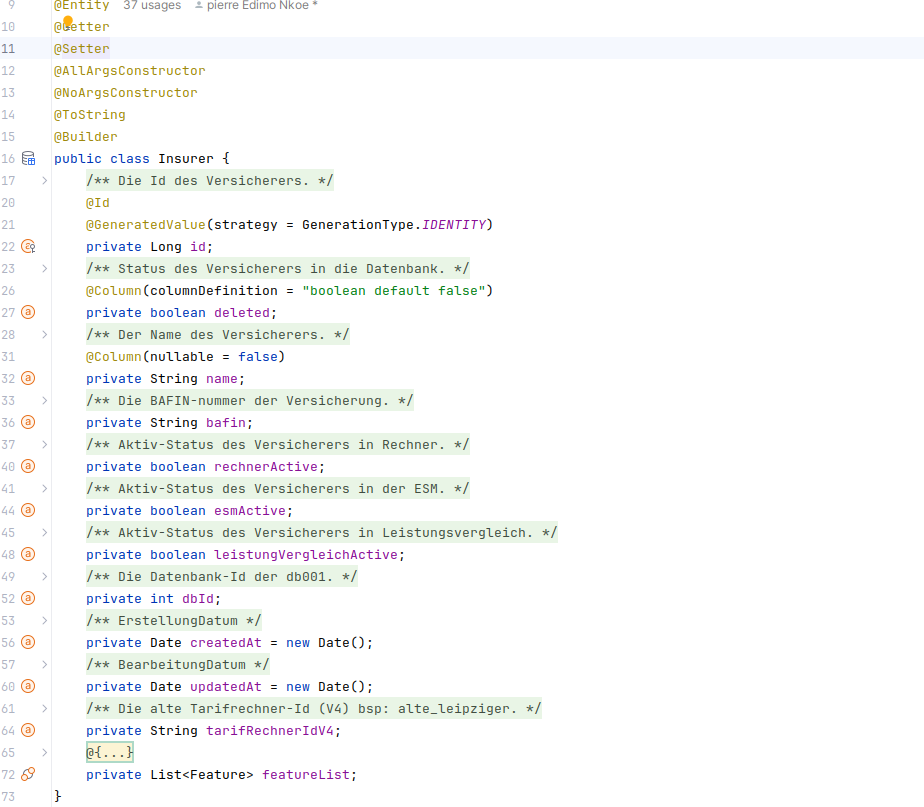 9 @Entity 37 usages pierre Edimo Nkoe *
10 @Getter
11 @Setter
12 @AllArgsConstructor
13 @NoArgsConstructor
14 @ToString
15 @Builder
16 public class Insurer {
17 /** Die Id des Versicherers. */
20 @Id
21 @GeneratedValue(strategy = GenerationType.IDENTITY)
22 private Long id;
23 /** Status des Versicherers in die Datenbank. */
26 @Column(columnDefinition = "boolean default false")
27 private boolean deleted;
28 /** Der Name des Versicherers. */
31 @Column(nullable = false)
32 private String name;
33 /** Die BAFIN-nummer der Versicherung. */
36 private String bafin;
37 /** Aktiv-Status des Versicherers in Rechner. */
40 private boolean rechnerActive;
41 /** Aktiv-Status des Versicherers in der ESM. */
44 private boolean esmActive;
45 /** Aktiv-Status des Versicherers in Leistungsvergleich. */
48 private boolean leistungVergleichActive;
49 /** Die Datenbank-Id der db001. */
52 private int dbId;
53 /** ErstellungDatum */
56 private Date createdAt = new Date();
57 /** BearbeitungDatum */
60 private Date updatedAt = new Date();
61 /** Die alte Tarifrechner-Id (V4) bsp: alte_leipziger. */
64 private String tarifRechnerIdV4;
65 @{...}
72 private List<Feature> featureList;
73 }